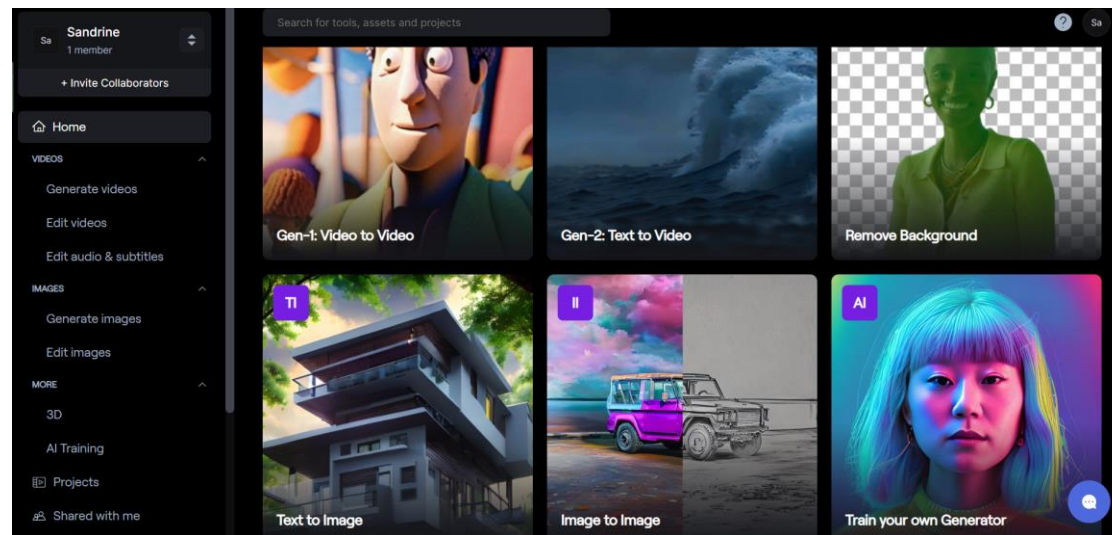 Sa
Sandrine
1 member
+ Invite Collaborators
Home
VIDEOS
Generate videos
Edit videos
Edit audio & subtitles
IMAGES
Generate images
Edit images
MORE
3D
AI Training
Projects
Shared with me
Search for tools, assets and projects
?
Sa
Gen-1: Video to Video
Gen-2: Text to Video
Remove Background
TI
Text to Image
II
Image to Image
AI
Train your own Generator